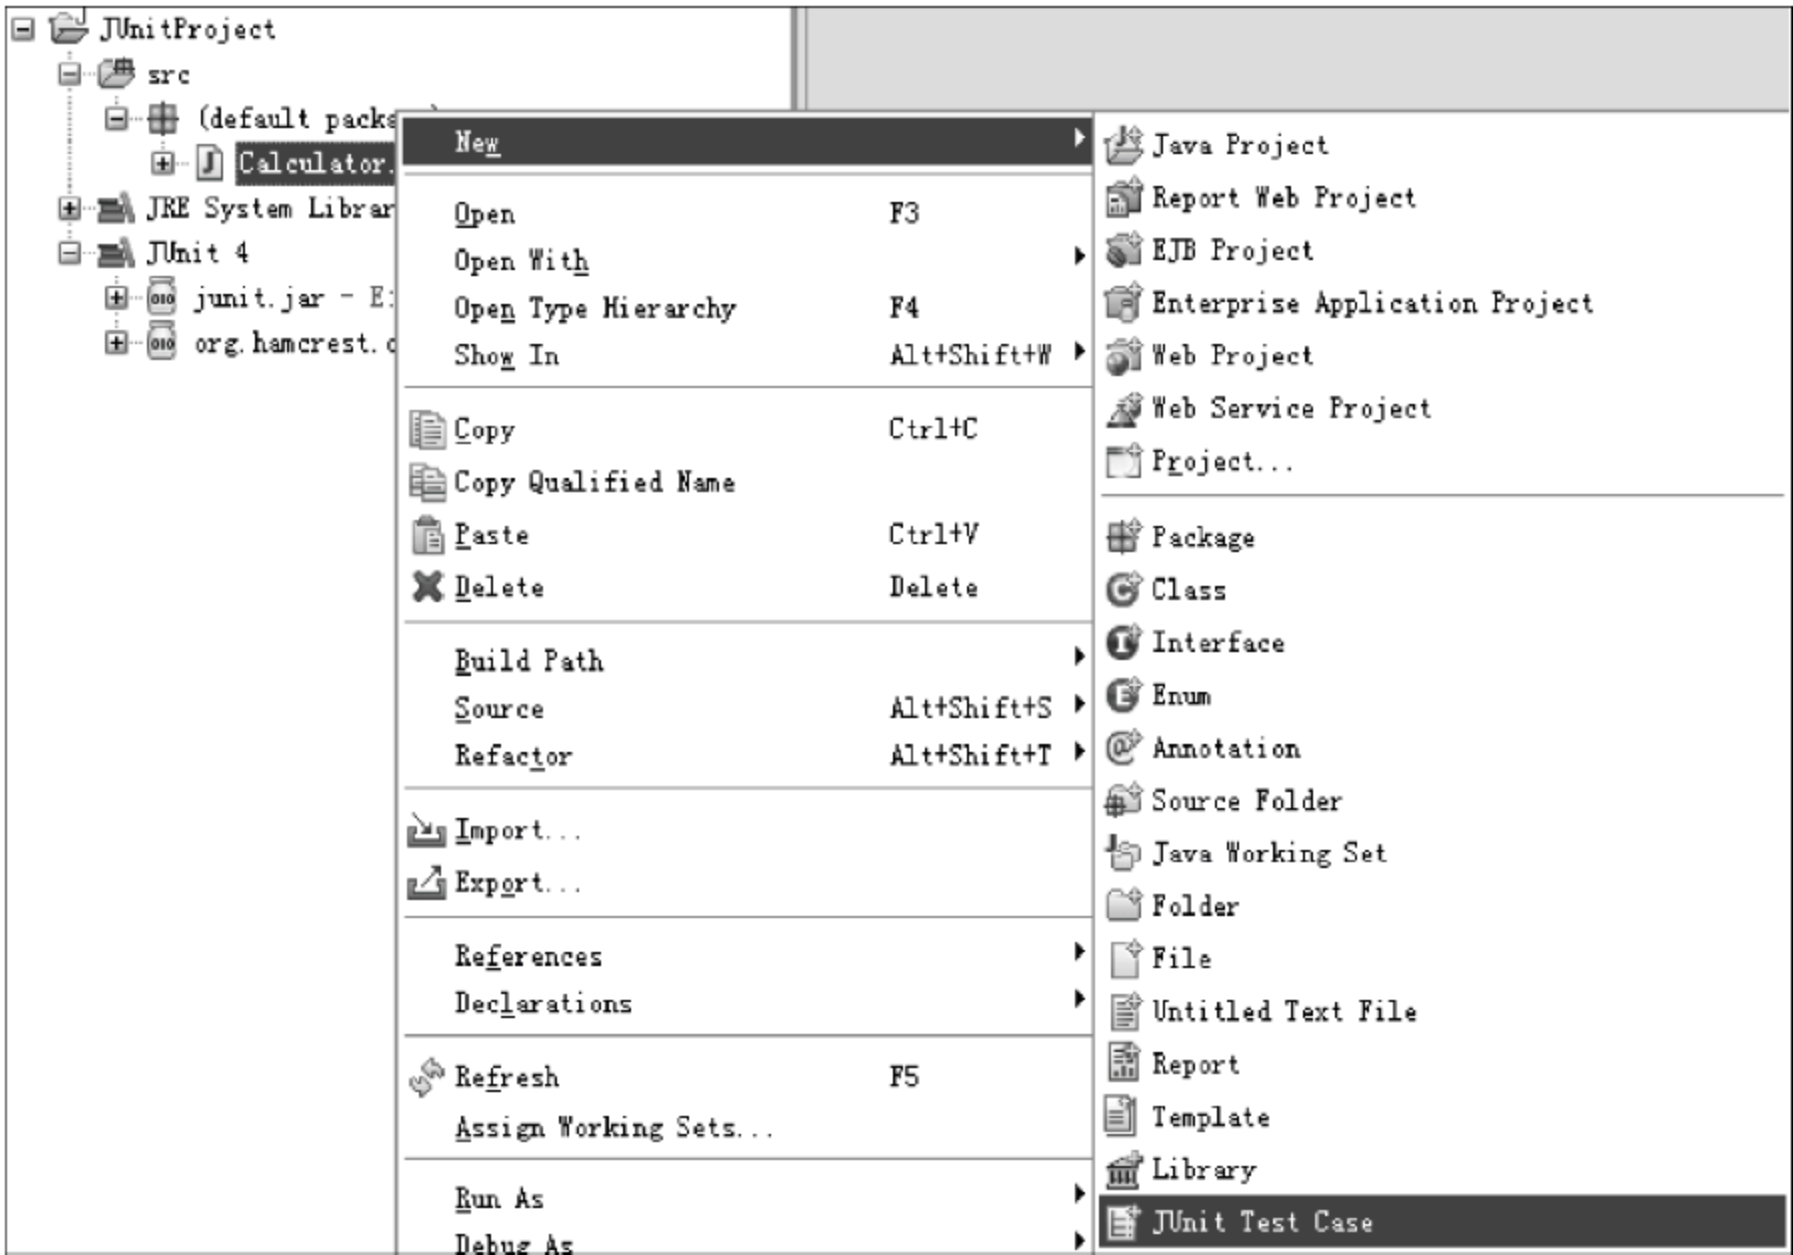 JUnitProject
src
(default packa
Calculator.
JRE System Librar
JUnit 4
junit.jar - E
org.hamcrest.c
New
Open F3
Open With
Open Type Hierarchy F4
Show In Alt+Shift+W
Copy Ctrl+C
Copy Qualified Name
Paste Ctrl+V
Delete Delete
Build Path
Source Alt+Shift+S
Refactor Alt+Shift+T
Import...
Export...
References
Declarations
Refresh F5
Assign Working Sets...
Run As
Debug As
Java Project
Report Web Project
EJB Project
Enterprise Application Project
Web Project
Web Service Project
Project...
Package
Class
Interface
Enum
Annotation
Source Folder
Java Working Set
Folder
File
Untitled Text File
Report
Template
Library
JUnit Test Case